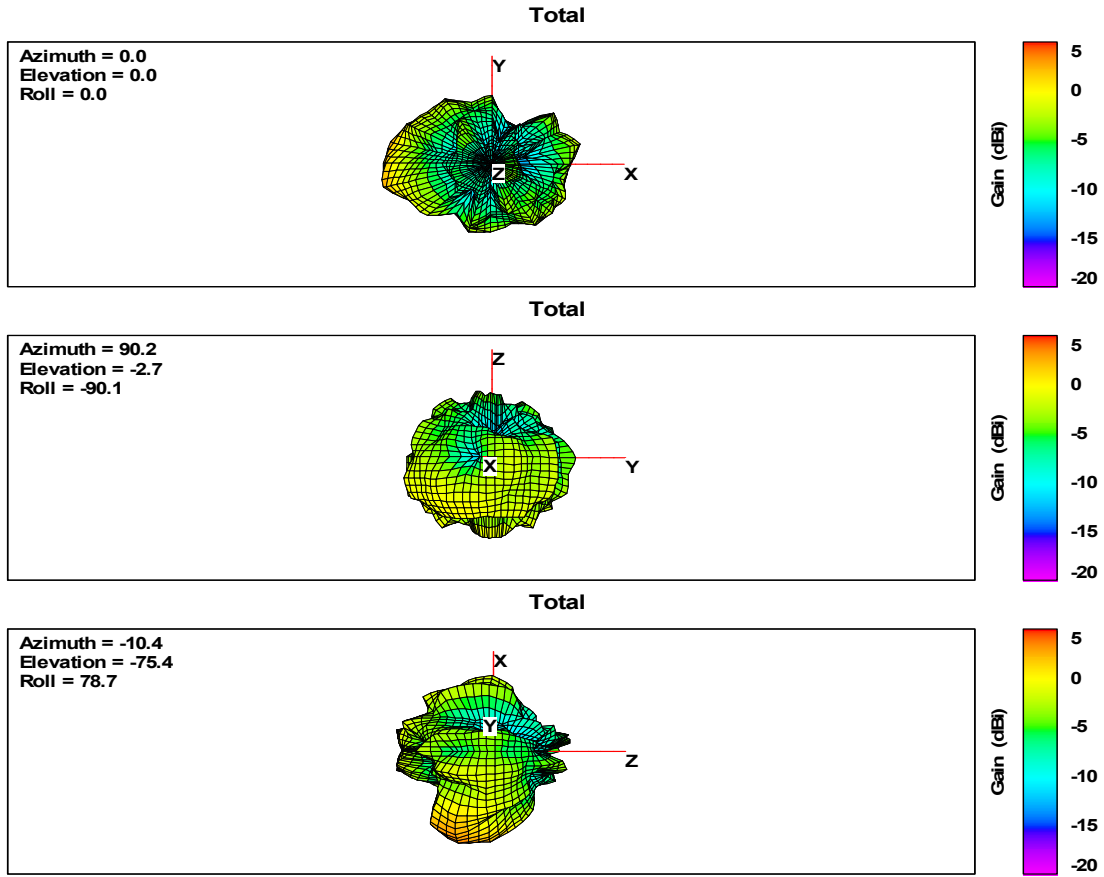 Total
Azimuth = 0.0
Elevation = 0.0
Roll = 0.0
Y
Z
X
Gain (dBi)
5
0
-5
-10
-15
-20
Total
Azimuth = 90.2
Elevation = -2.7
Roll = -90.1
Z
X
Y
Gain (dBi)
5
0
-5
-10
-15
-20
Total
Azimuth = -10.4
Elevation = -75.4
Roll = 78.7
X
Y
Z
Gain (dBi)
5
0
-5
-10
-15
-20